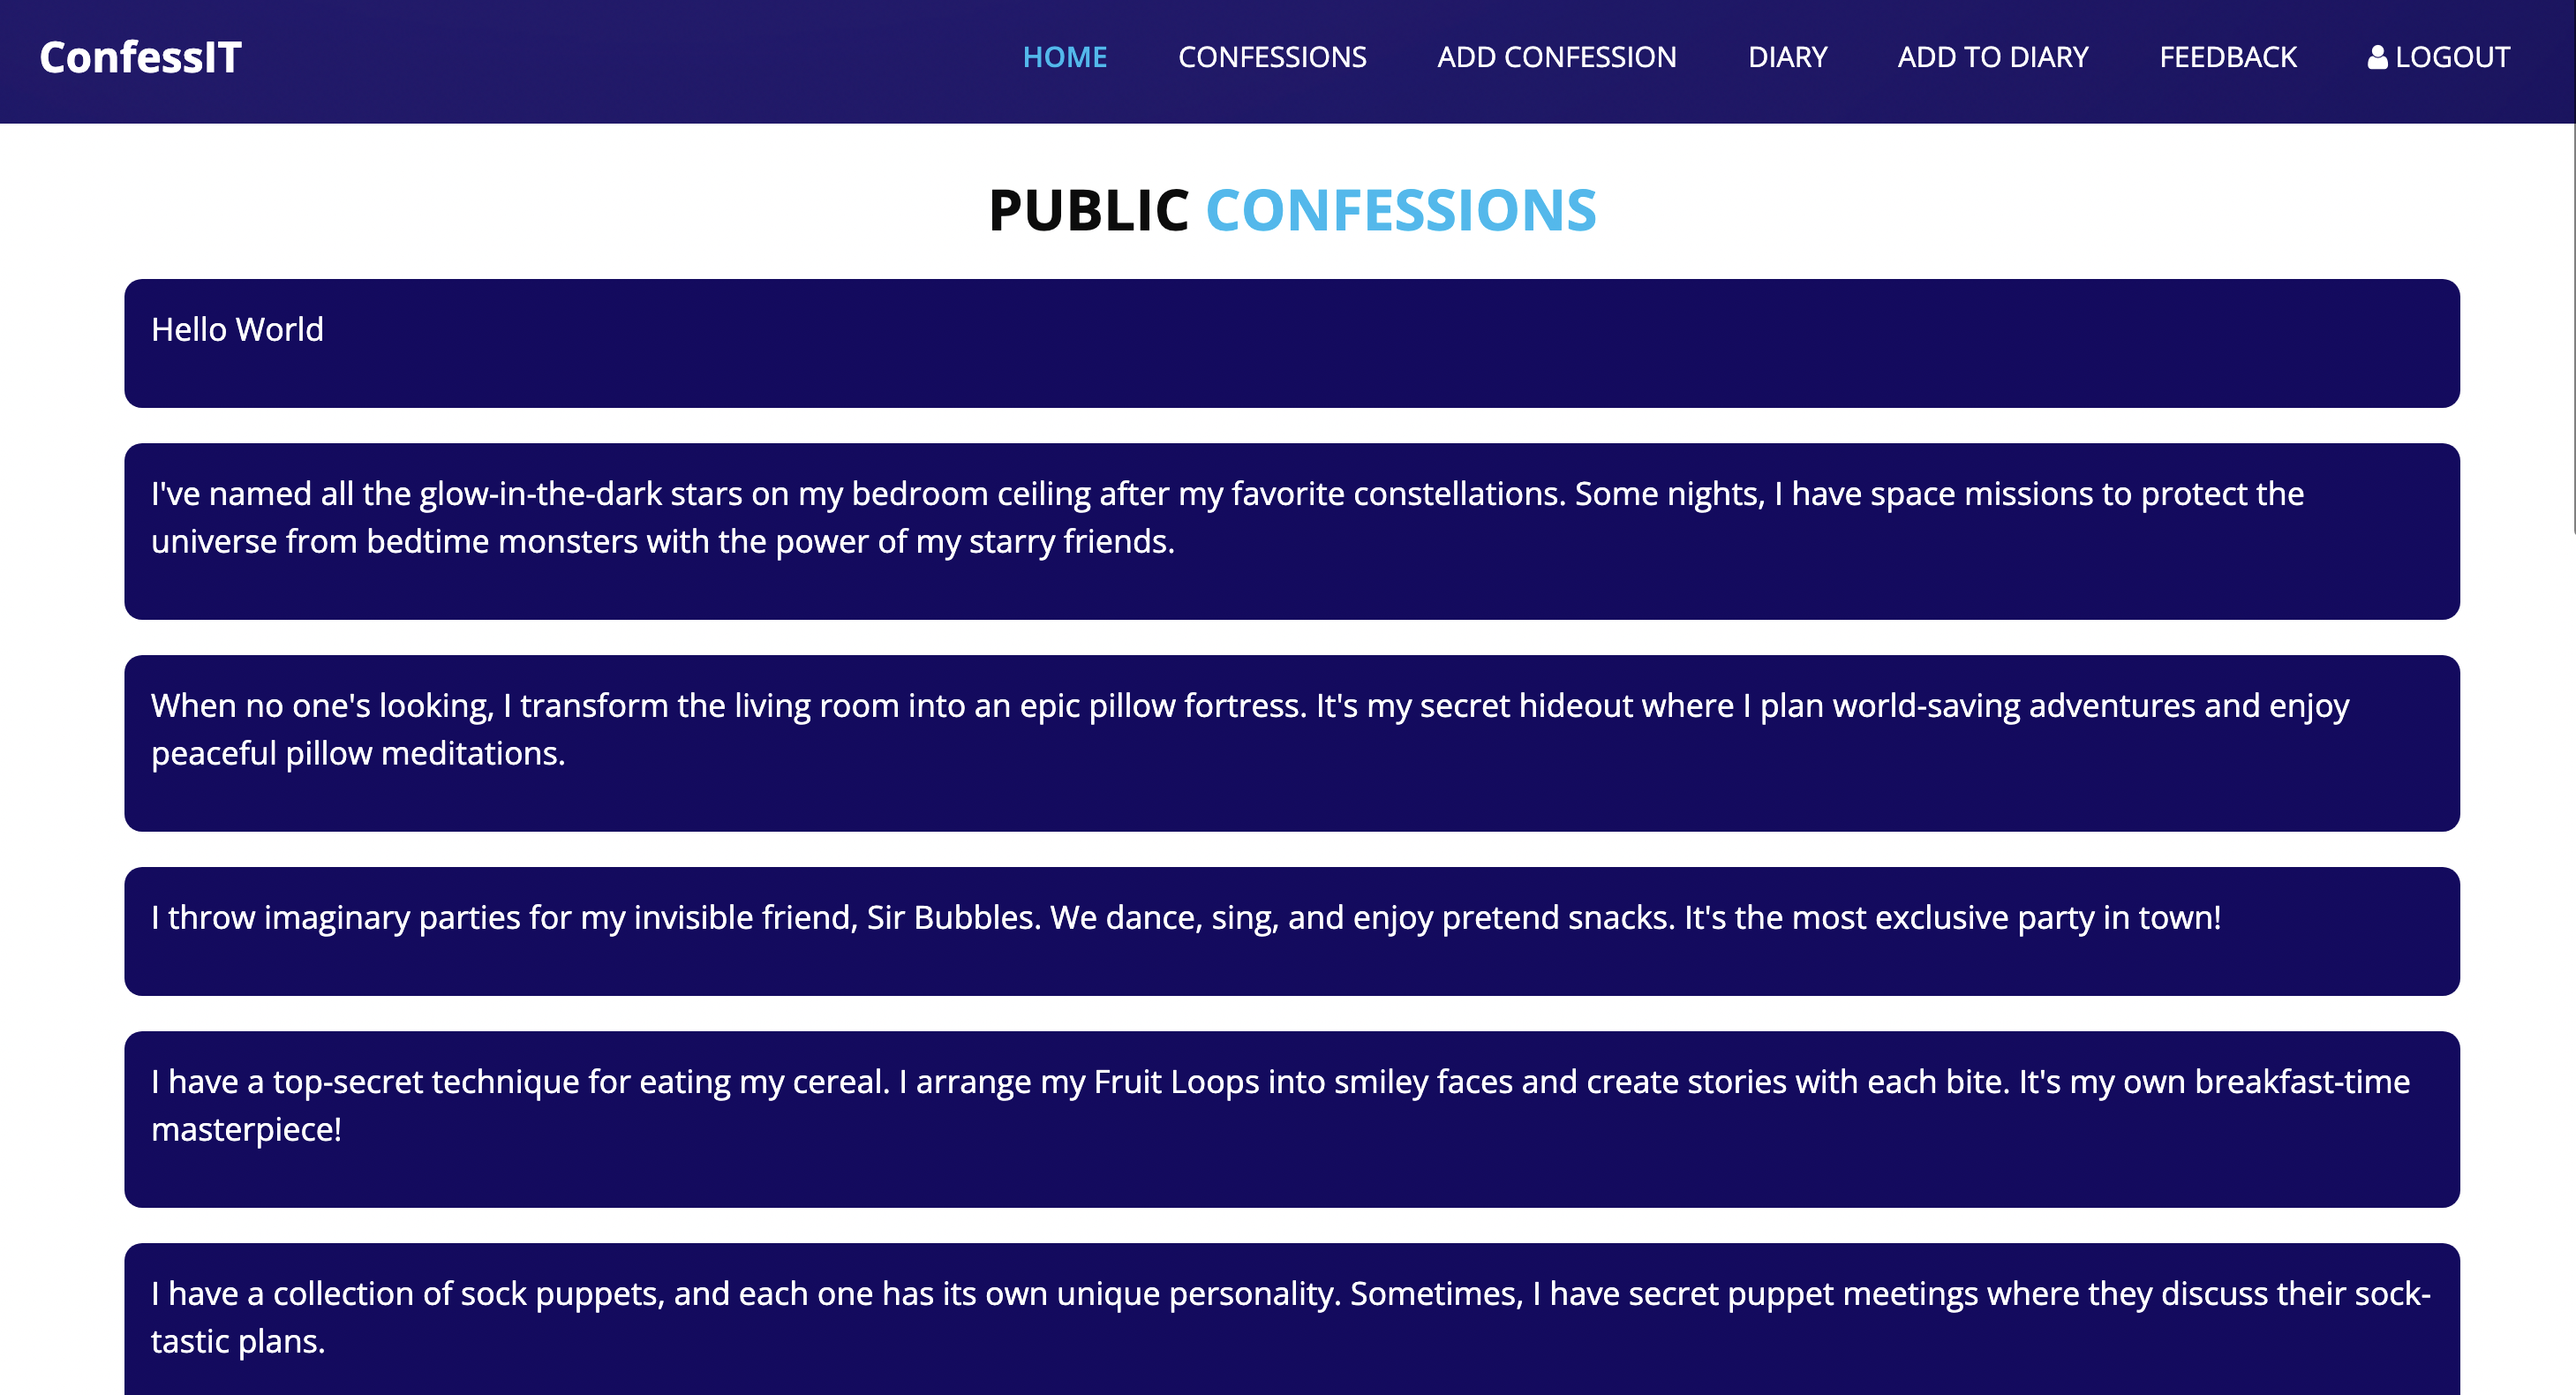 ConfessIT
HOME
CONFESSIONS
ADD CONFESSION
DIARY
ADD TO DIARY
FEEDBACK
LOGOUT
PUBLIC CONFESSIONS
Hello World
I've named all the glow-in-the-dark stars on my bedroom ceiling after my favorite constellations. Some nights, I have space missions to protect the
universe from bedtime monsters with the power of my starry friends.
When no one's looking, I transform the living room into an epic pillow fortress. It's my secret hideout where I plan world-saving adventures and enjoy
peaceful pillow meditations.
I throw imaginary parties for my invisible friend, Sir Bubbles. We dance, sing, and enjoy pretend snacks. It's the most exclusive party in town!
I have a top-secret technique for eating my cereal. I arrange my Fruit Loops into smiley faces and create stories with each bite. It's my own breakfast-time
masterpiece!
I have a collection of sock puppets, and each one has its own unique personality. Sometimes, I have secret puppet meetings where they discuss their sock-
tastic plans.